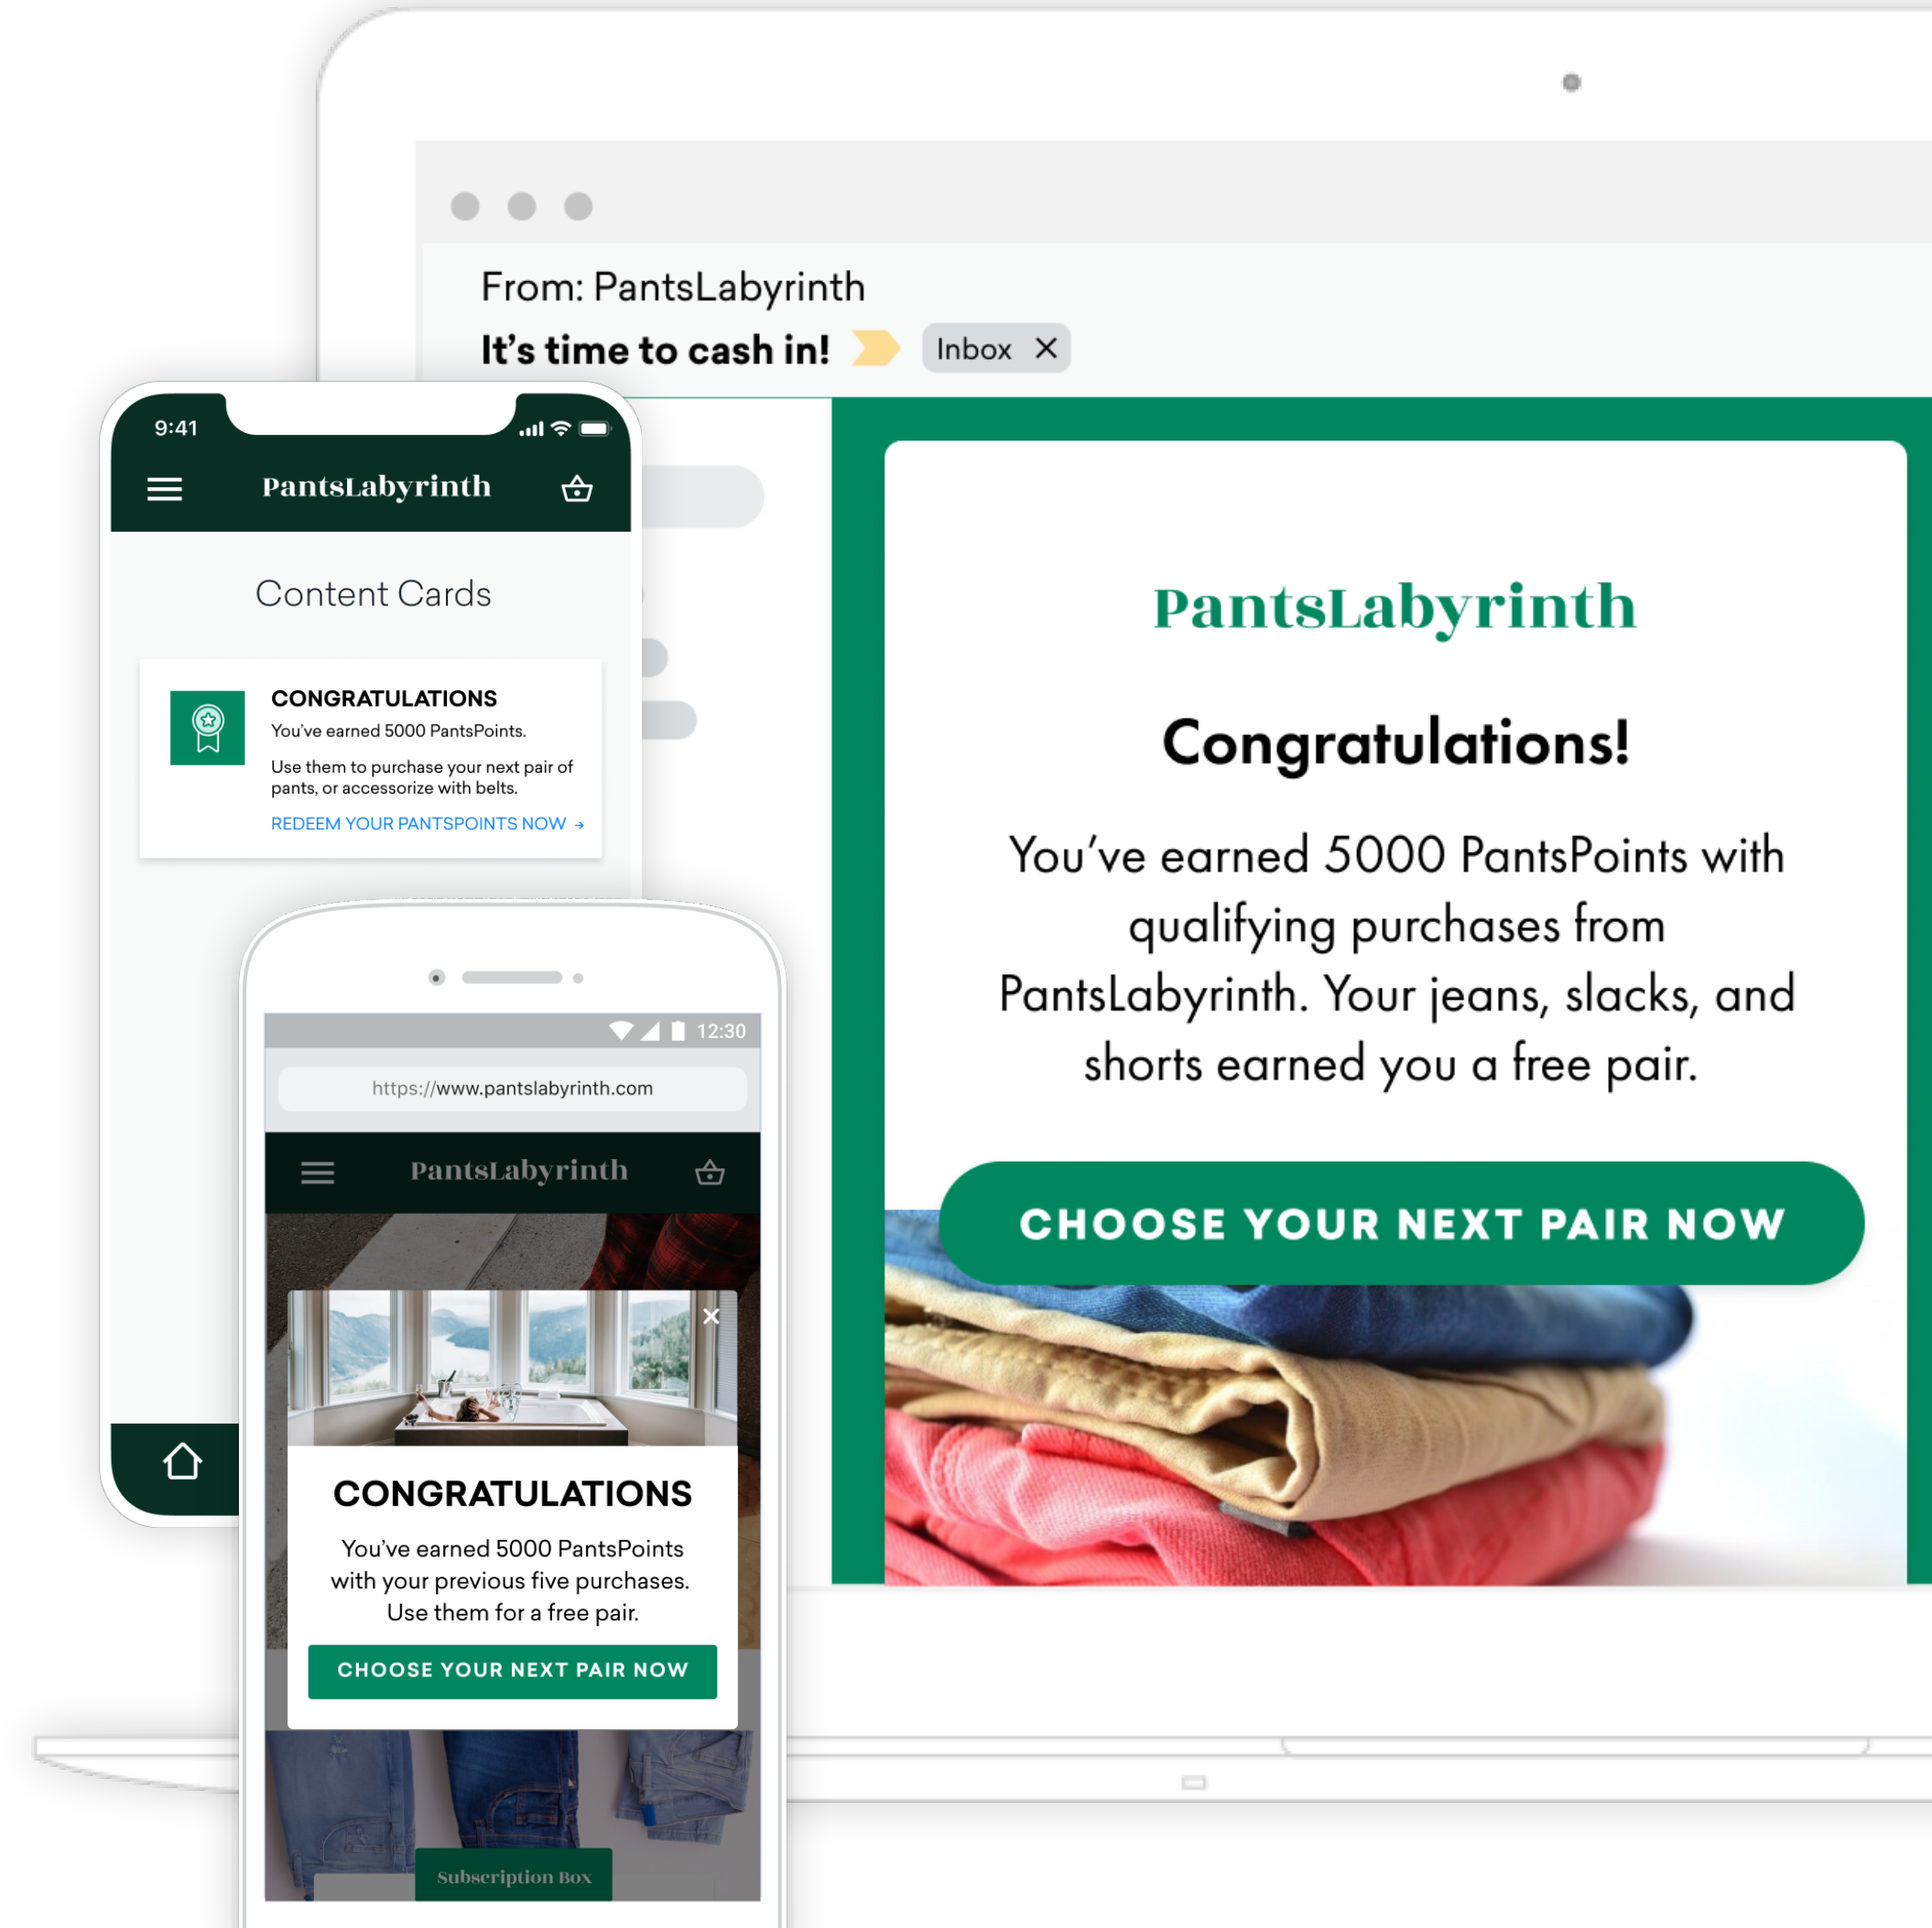 From: PantsLabyrinth
It's time to cash in!
Inbox
9:41
PantsLabyrinth
Content Cards
CONGRATULATIONS
You've earned 5000 PantsPoints.
Use them to purchase your next pair of
pants, or accessorize with belts.
REDEEM YOUR PANTSPOINTS NOW →
PantsLabyrinth
Congratulations!
You've earned 5000 PantsPoints with
qualifying purchases from
PantsLabyrinth. Your jeans, slacks, and
shorts earned you a free pair.
CHOOSE YOUR NEXT PAIR NOW
12:30
https://www.pantslabyrinth.com
PantsLabyrinth
CONGRATULATIONS
You've earned 5000 PantsPoints
with your previous five purchases.
Use them for a free pair.
CHOOSE YOUR NEXT PAIR NOW
Subscription Box